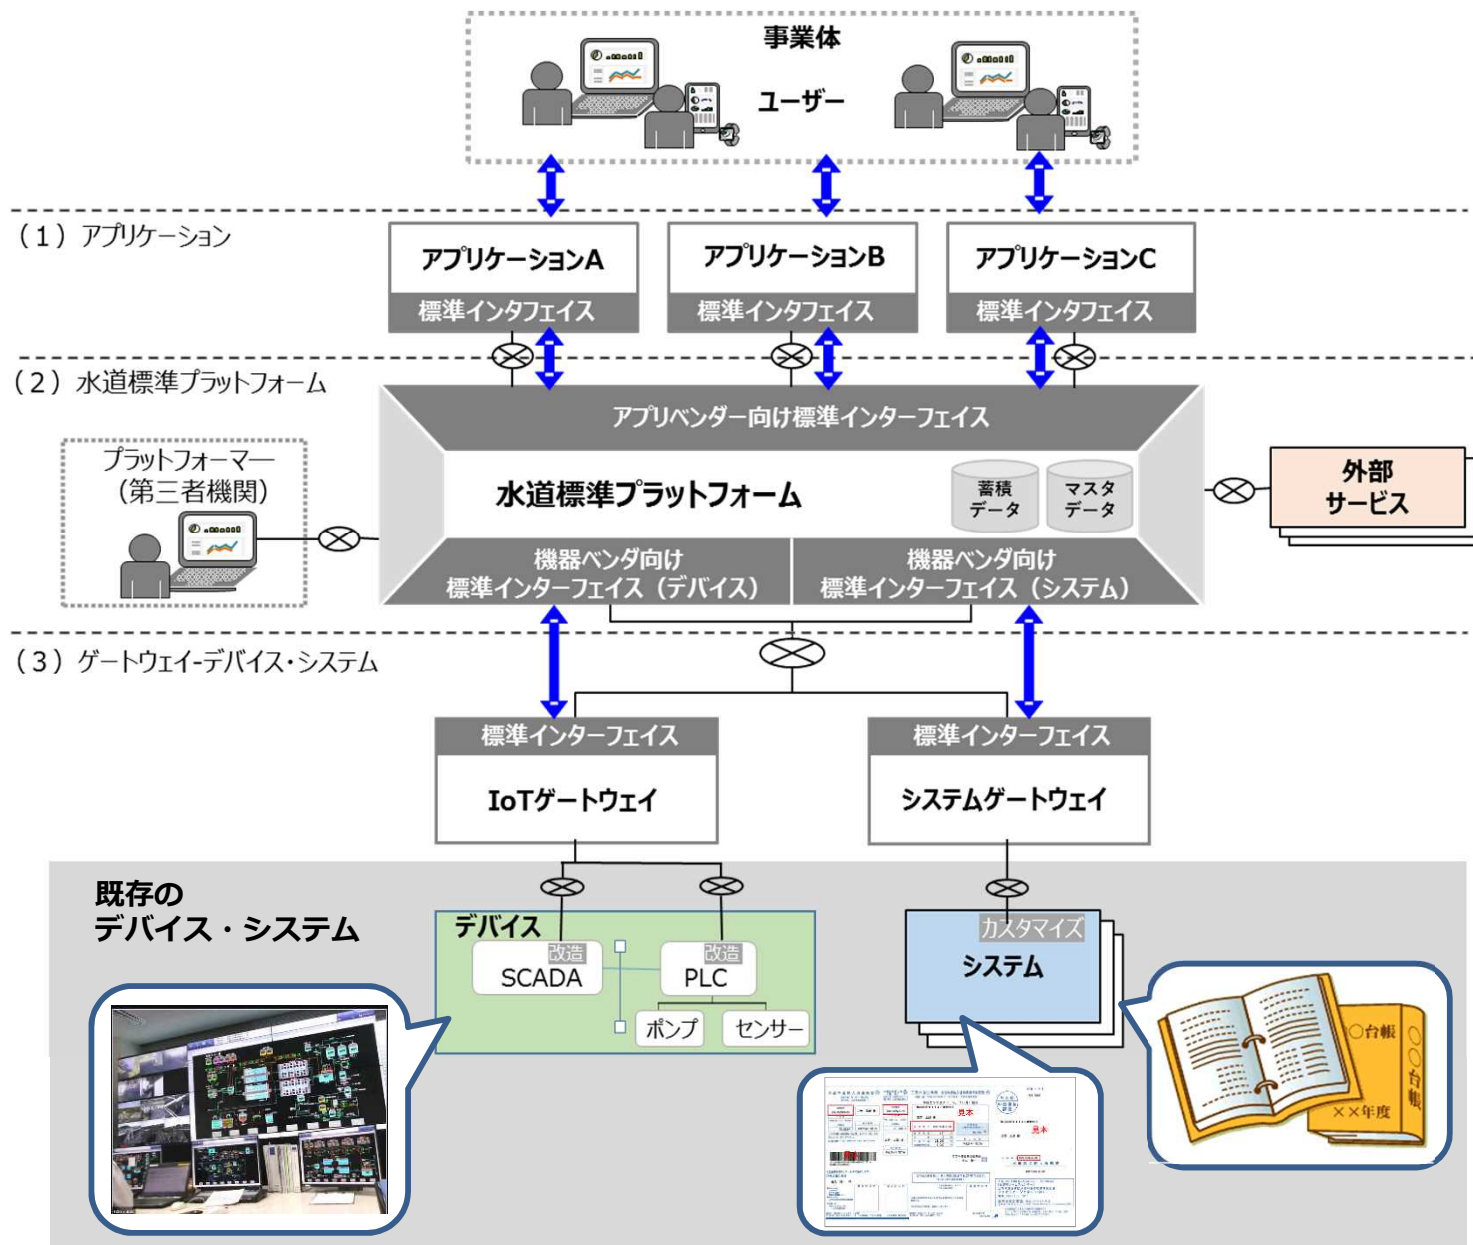 事業体
ユーザー
(1)アプリケーション
アプリケーションA
アプリケーションB
アプリケーションC
標準インタフェイス
標準インタフェイス
標準インタフェイス
(2)水道標準プラットフォーム
アプリベンダー向け標準インターフェイス
プラットフォーマー
(第三者機関)
水道標準プラットフォーム
蓄積
データ
マスタ
データ
外部
サービス
機器ベンダ向け
標準インターフェイス(デバイス)
機器ベンダ向け
標準インターフェイス(システム)
(3)ゲートウェイ-デバイス・システム
標準インターフェイス
IoTゲートウェイ
標準インターフェイス
システムゲートウェイ
既存の
デバイス・システム
デバイス
改造
SCADA
改造
PLC
ポンプ
センサー
カスタマイズ
システム
見本
見本
〇台帳
〇〇台帳
××年度